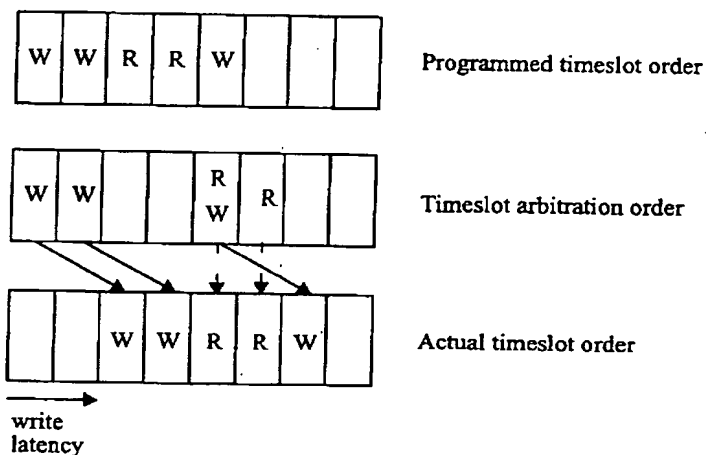 W W R R W Programmed timeslot order
W W R W R Timeslot arbitration order
W W R R W Actual timeslot order
write
latency